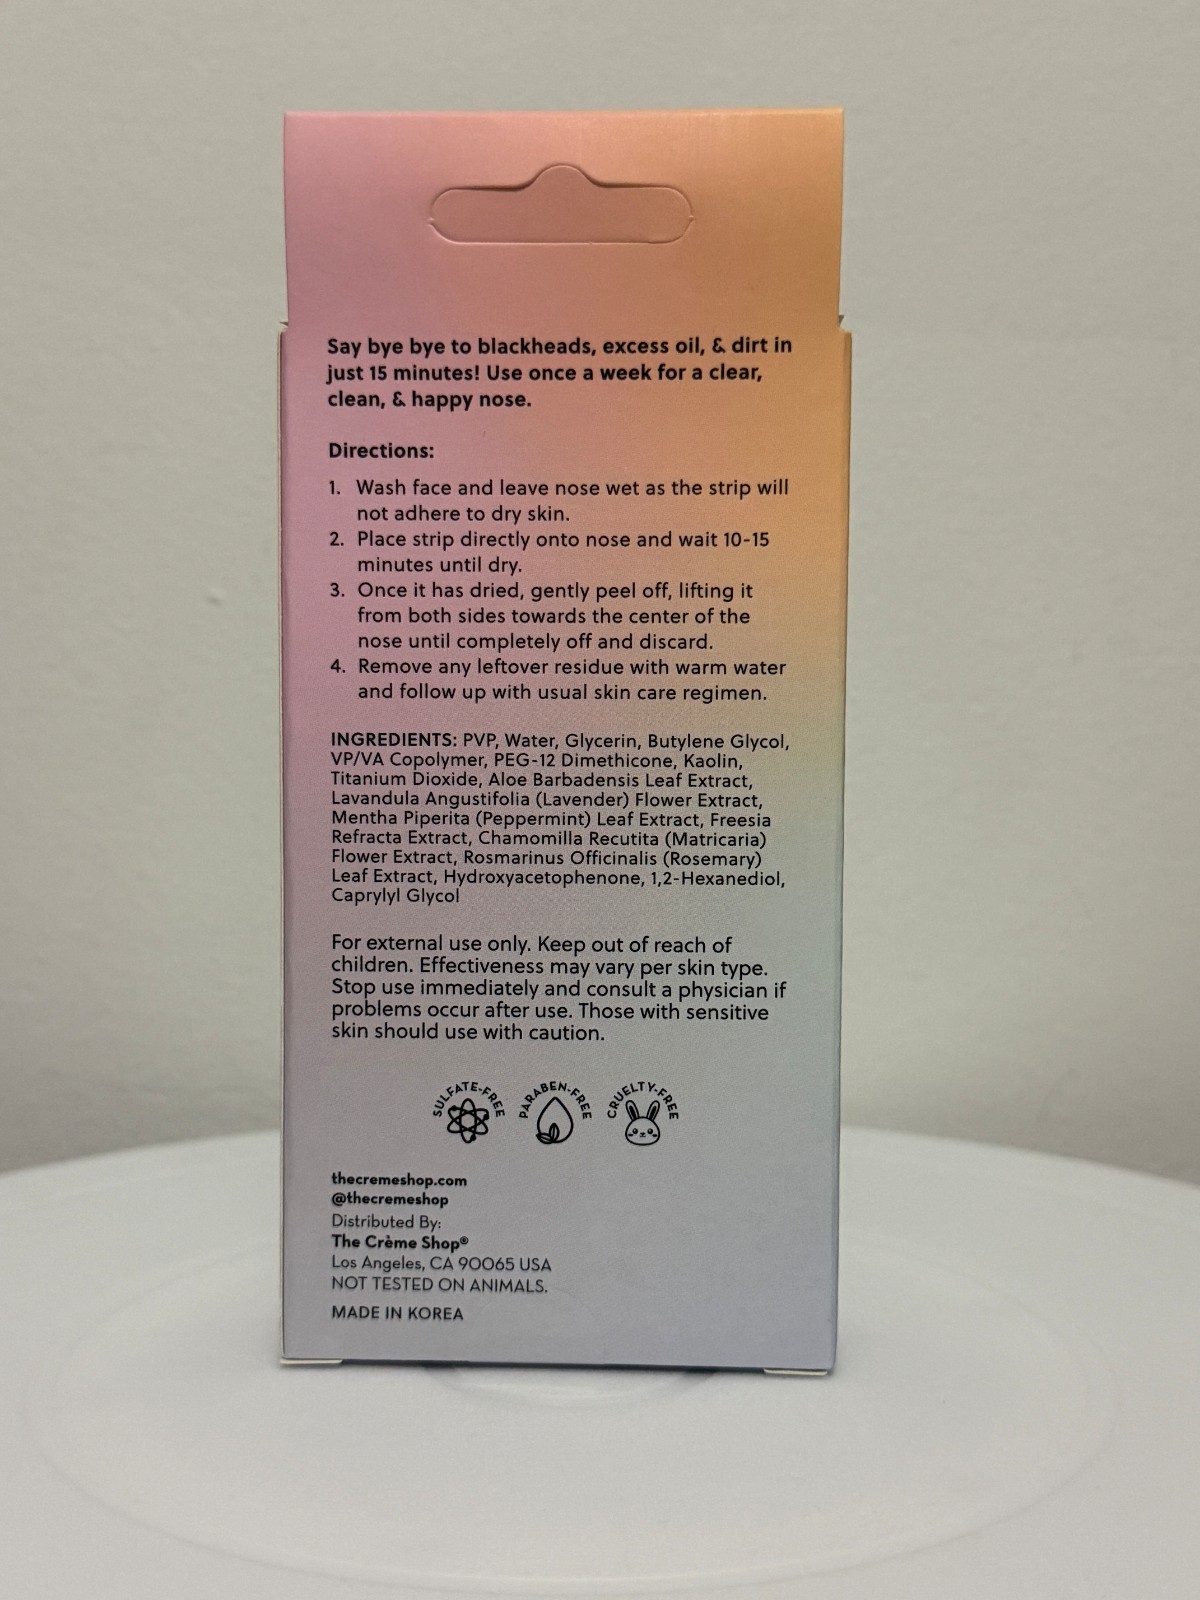 Say bye bye to blackheads, excess oil, & dirt in
just 15 minutes! Use once a week for a clear,
clean, & happy nose.
Directions:
1. Wash face and leave nose wet as the strip will
not adhere to dry skin.
2. Place strip directly onto nose and wait 10-15
minutes until dry.
3. Once it has dried, gently peel off, lifting it
from both sides towards the center of the
nose until completely off and discard.
4. Remove any leftover residue with warm water
and follow up with usual skin care regimen.
INGREDIENTS: PVP, Water, Glycerin, Butylene Glycol,
VP/VA Copolymer, PEG-12 Dimethicone, Kaolin,
Titanium Dioxide, Aloe Barbadensis Leaf Extract,
Lavandula Angustifolia (Lavender) Flower Extract,
Mentha Piperita (Peppermint) Leaf Extract, Freesia
Refracta Extract, Chamomilla Recutita (Matricaria)
Flower Extract, Rosmarinus Officinalis (Rosemary)
Leaf Extract, Hydroxyacetophenone, 1,2-Hexanediol,
Caprylyl Glycol
For external use only. Keep out of reach of
children. Effectiveness may vary per skin type.
Stop use immediately and consult a physician if
problems occur after use. Those with sensitive
skin should use with caution.
SULFATE-FREE PARABEN-FREE CRUELTY-FREE
thecremeshop.com
@thecremeshop
Distributed By:
The Crème Shop®
Los Angeles, CA 90065 USA
NOT TESTED ON ANIMALS.
MADE IN KOREA